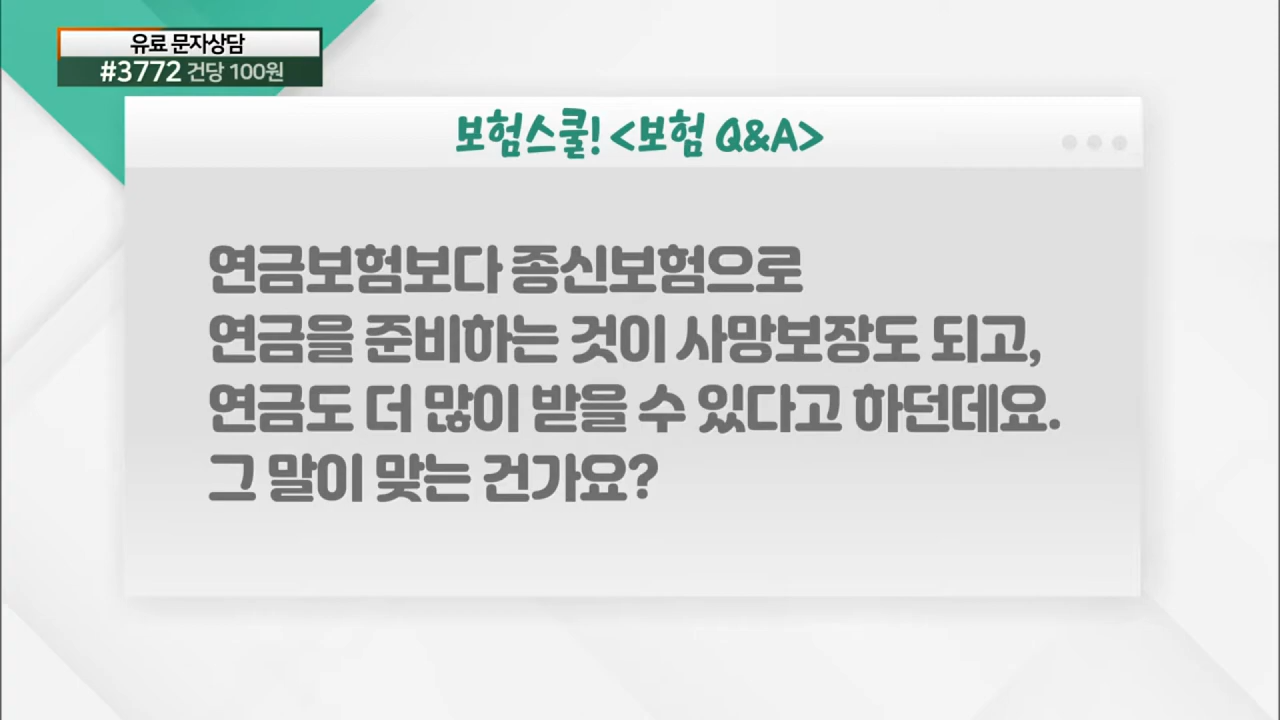 유료 문자상담
#3772 건당 100원
보험스쿨! <보험 Q&A>
연금보험보다 종신보험으로
연금을 준비하는 것이 사망보장도 되고,
연금도 더 많이 받을 수 있다고 하던데요.
그 말이 맞는 건가요?